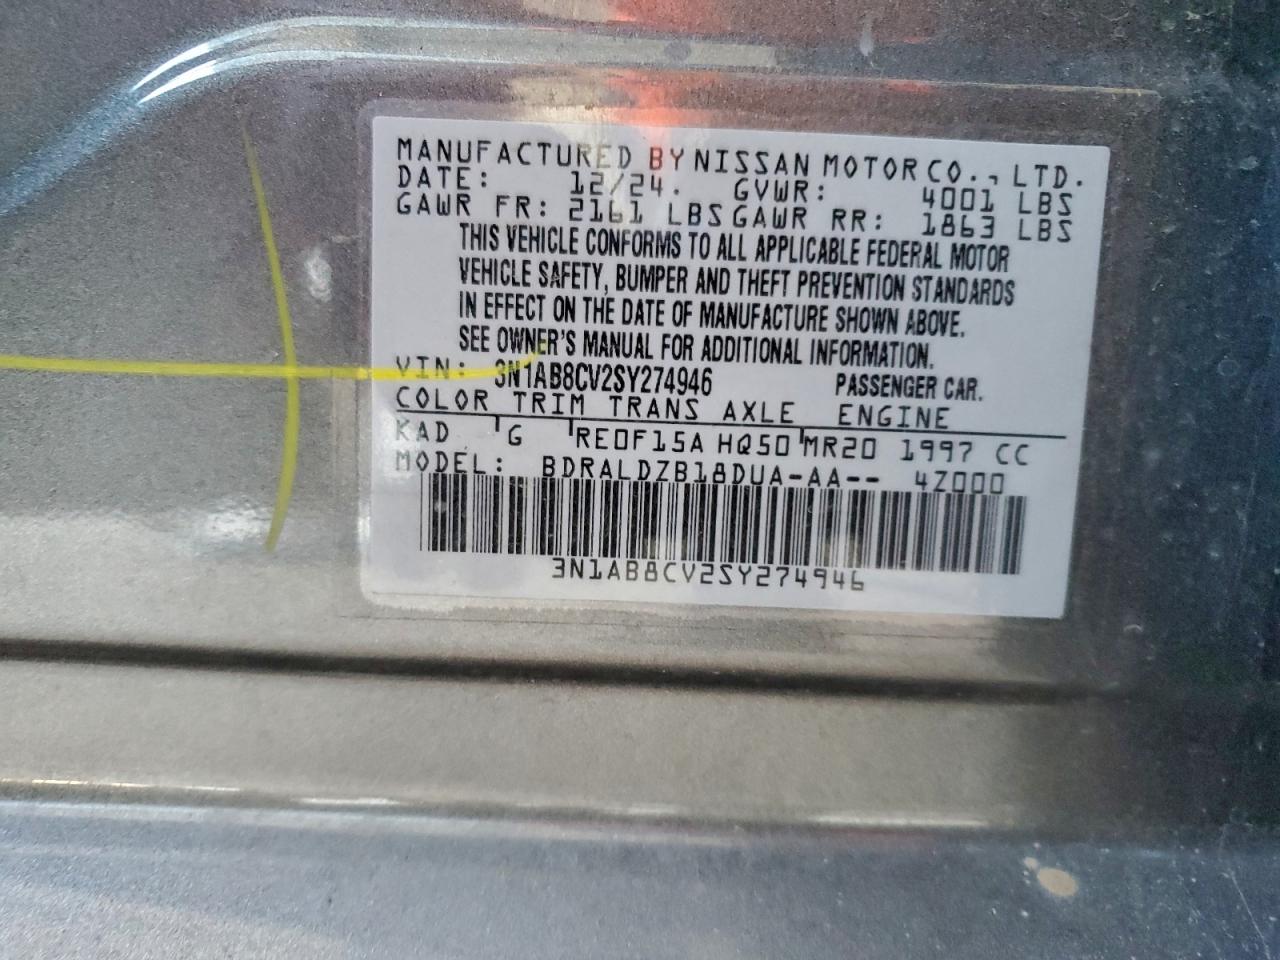 MANUFACTURED BY NISSAN MOTOR CO., LTD.
DATE: 12/24. GVWR: 4001 LBS
GAWR FR: 2161 LBS GAWR RR: 1863 LBS
THIS VEHICLE CONFORMS TO ALL APPLICABLE FEDERAL MOTOR
VEHICLE SAFETY, BUMPER AND THEFT PREVENTION STANDARDS
IN EFFECT ON THE DATE OF MANUFACTURE SHOWN ABOVE.
SEE OWNER'S MANUAL FOR ADDITIONAL INFORMATION.
VIN: 3N1AB8CV2SY274946 PASSENGER CAR.
COLOR TRIM TRANS AXLE ENGINE
KAD G RE0F15A HQ50 MR20 1997 CC
MODEL: BDRALDZB18DUA-AA-- 4Z000
3N1AB8CV2SY274946